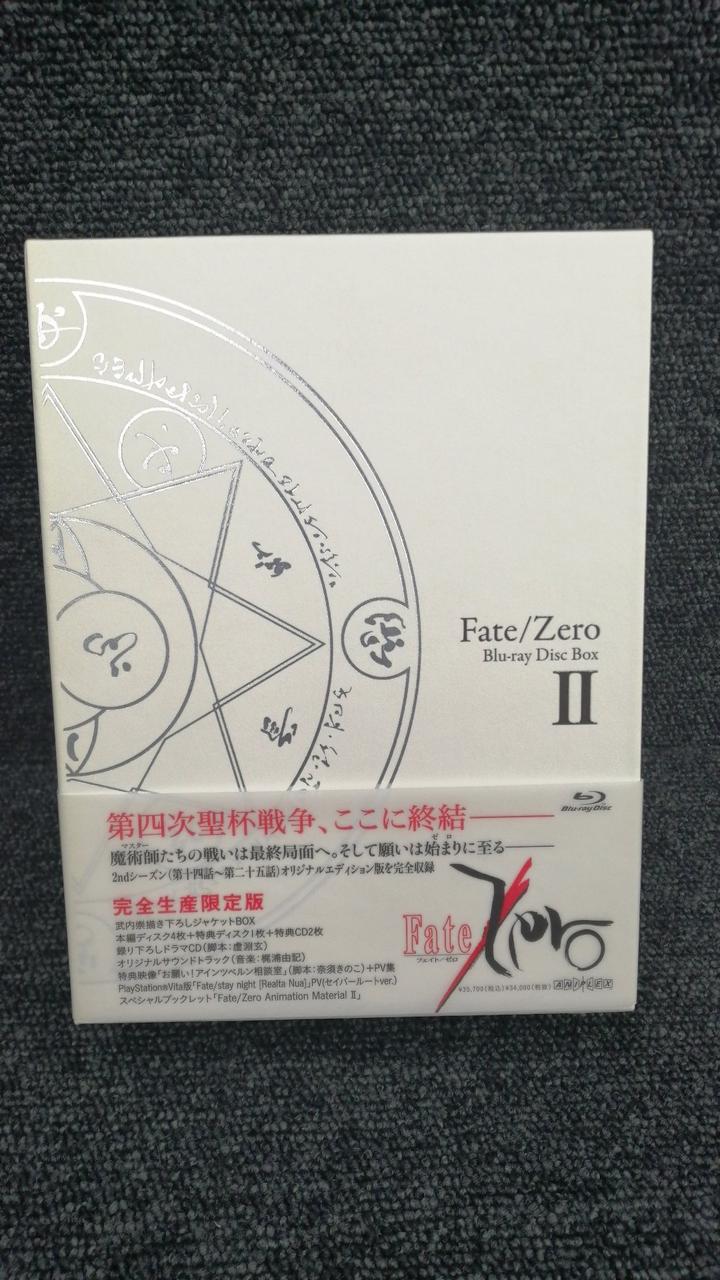 Fate/Zero
Blu-ray Disc Box
II
Blu-ray Disc
第四次聖杯戦争、ここに終結――
マスター ゼロ
魔術師たちの戦いは最終局面へ。そして願いは始まりに至る――
2ndシーズン(第十四話~第二十五話)オリジナルエディション版を完全収録
完全生産限定版
武内崇描き下ろしジャケットBOX
本編ディスク4枚+特典ディスク1枚+特典CD2枚
録り下ろしドラマCD(脚本:虚淵玄)
オリジナルサウンドトラック(音楽:梶浦由記)
特典映像「お願い!アインツベルン相談室」(脚本:奈須きのこ)+PV集
PlayStation®Vita版「Fate/stay night [Realta Nua]」PV(セイバールートver.)
スペシャルブックレット「Fate/Zero Animation Material II」
Fate/Zero
フェイト/ゼロ
¥35,700(税込)¥34,000(税抜)
ANIPLEX